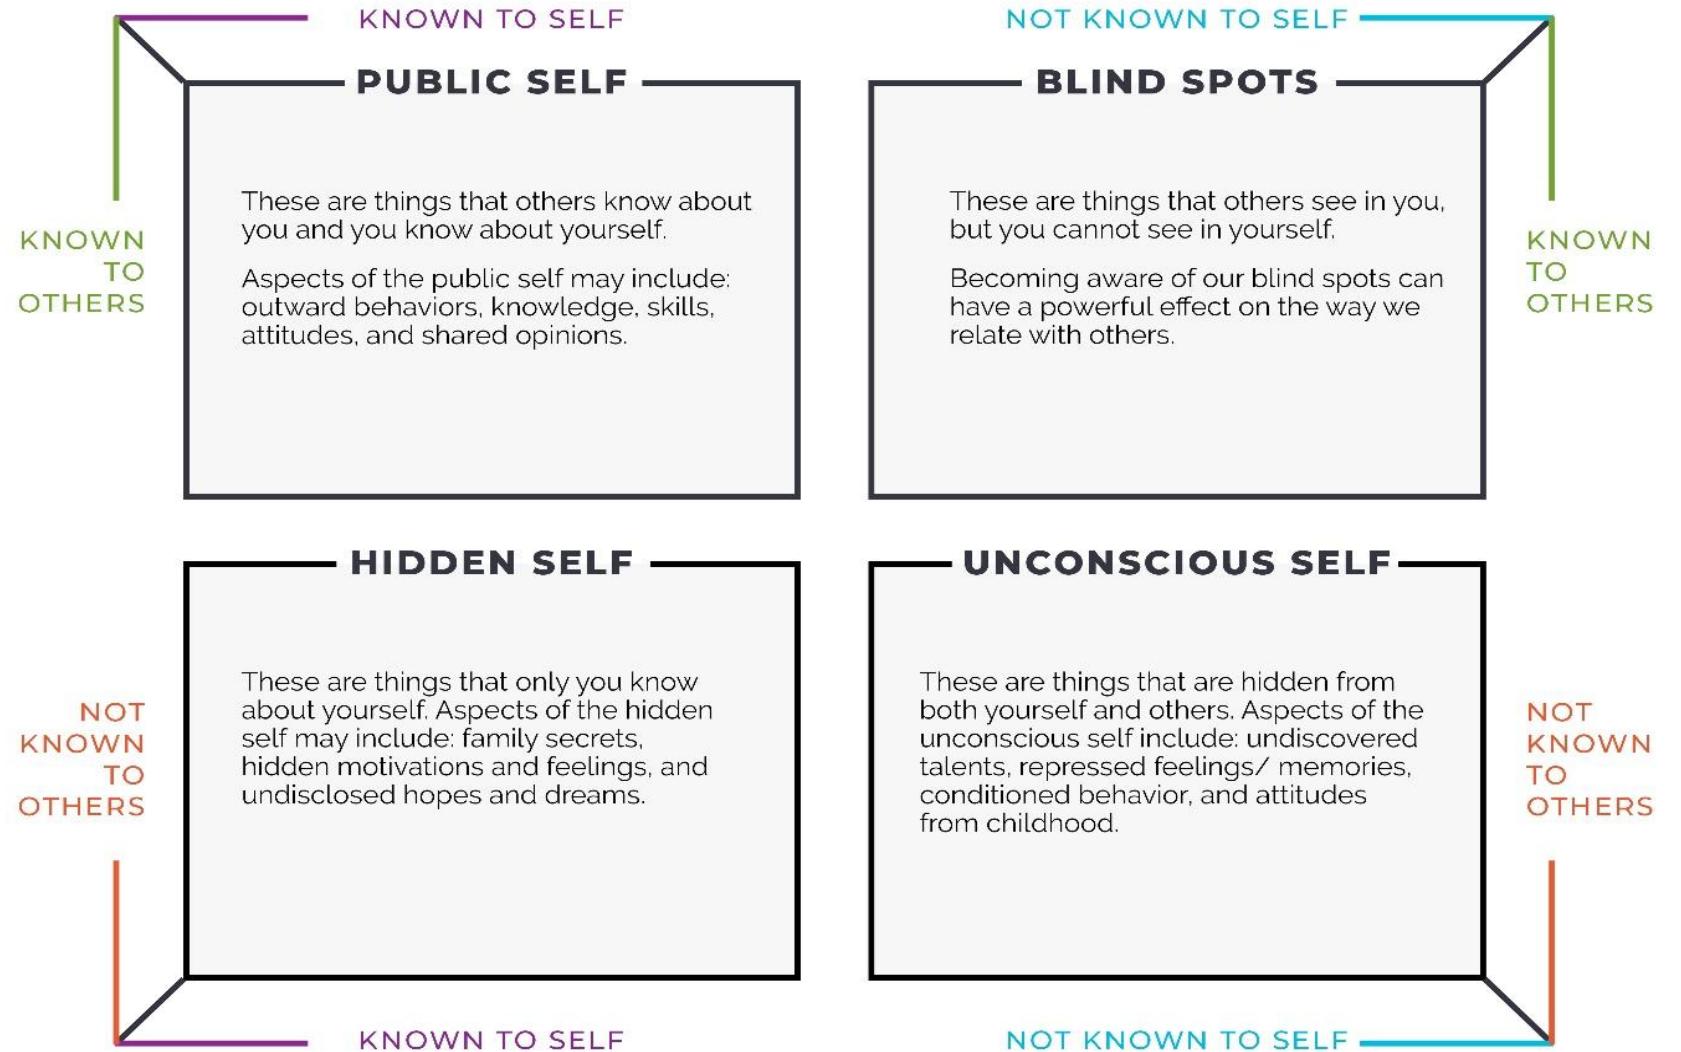 KNOWN TO SELF
NOT KNOWN TO SELF
PUBLIC SELF
KNOWN
TO
OTHERS
These are things that others know about
you and you know about yourself.
Aspects of the public self may include:
outward behaviors, knowledge, skills,
attitudes, and shared opinions.
BLIND SPOTS
These are things that others see in you,
but you cannot see in yourself.
Becoming aware of our blind spots can
have a powerful effect on the way we
relate with others.
KNOWN
TO
OTHERS
HIDDEN SELF
NOT
KNOWN
TO
OTHERS
These are things that only you know
about yourself. Aspects of the hidden
self may include: family secrets,
hidden motivations and feelings, and
undisclosed hopes and dreams.
UNCONSCIOUS SELF
These are things that are hidden from
both yourself and others. Aspects of the
unconscious self include: undiscovered
talents, repressed feelings/ memories,
conditioned behavior, and attitudes
from childhood.
NOT
KNOWN
TO
OTHERS
KNOWN TO SELF
NOT KNOWN TO SELF